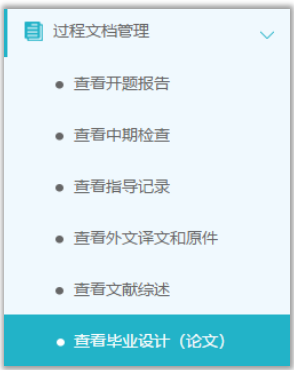 过程文档管理
查看开题报告
查看中期检查
查看指导记录
查看外文译文和原件
查看文献综述
查看毕业设计（论文）